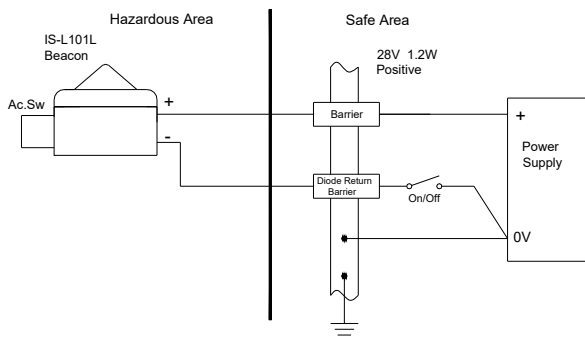 Hazardous Area
Safe Area
IS-L101L
Beacon
28V 1.2W
Positive
Ac.Sw
+
-
Barrier
+
Power
Supply
Diode Return
Barrier
On/Off
0V